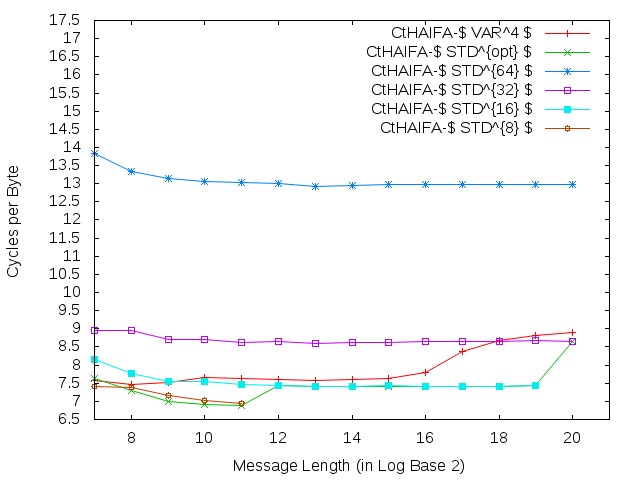 17.5
17
16.5
16
15.5
15
14.5
14
13.5
13
12.5
12
11.5
11
10.5
10
9.5
9
8.5
8
7.5
7
6.5
Cycles per Byte
CtHAIFA-$ VAR^4 $
CtHAIFA-$ STD^{opt} $
CtHAIFA-$ STD^{64} $
CtHAIFA-$ STD^{32} $
CtHAIFA-$ STD^{16} $
CtHAIFA-$ STD^{8} $
8 10 12 14 16 18 20
Message Length (in Log Base 2)